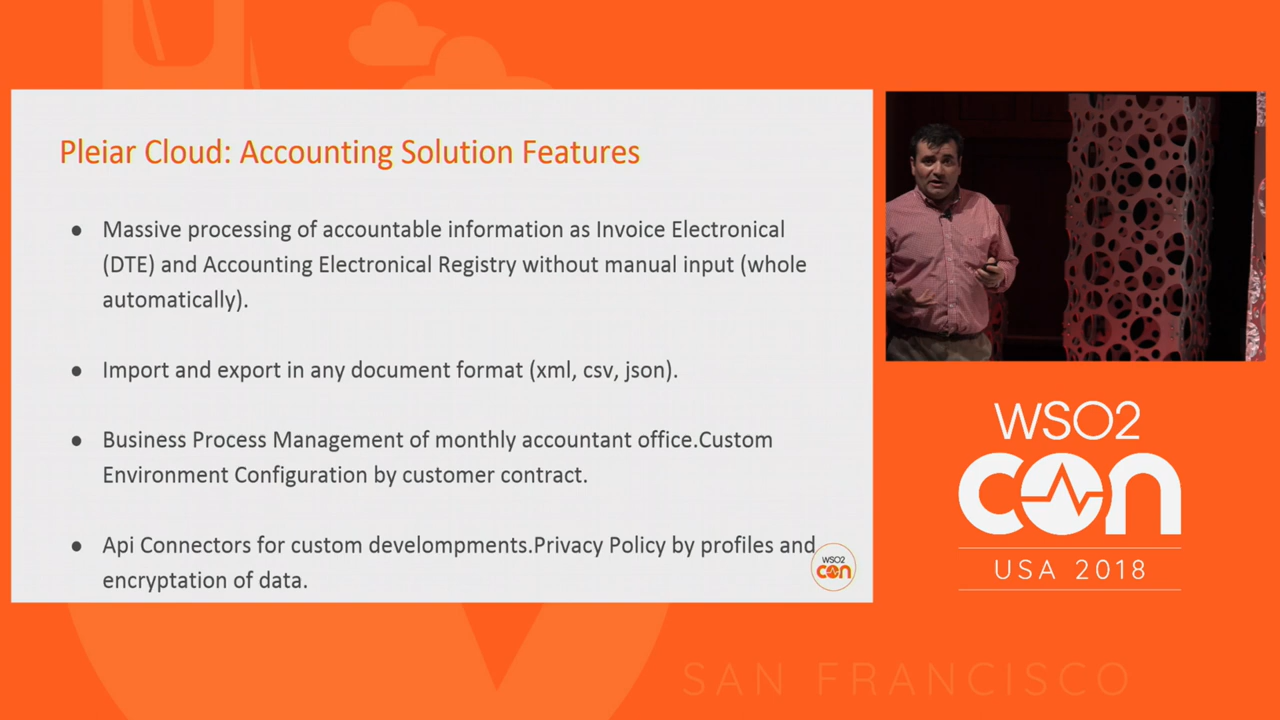 Pleiar Cloud: Accounting Solution Features
● Massive processing of accountable information as Invoice Electronical
(DTE) and Accounting Electronical Registry without manual input (whole
automatically).
● Import and export in any document format (xml, csv, json).
● Business Process Management of monthly accountant office.Custom
Environment Configuration by customer contract.
● Api Connectors for custom develompments.Privacy Policy by profiles and
encryptation of data.
WSO2
con
WSO2
con
USA 2018
SAN FRANCISCO